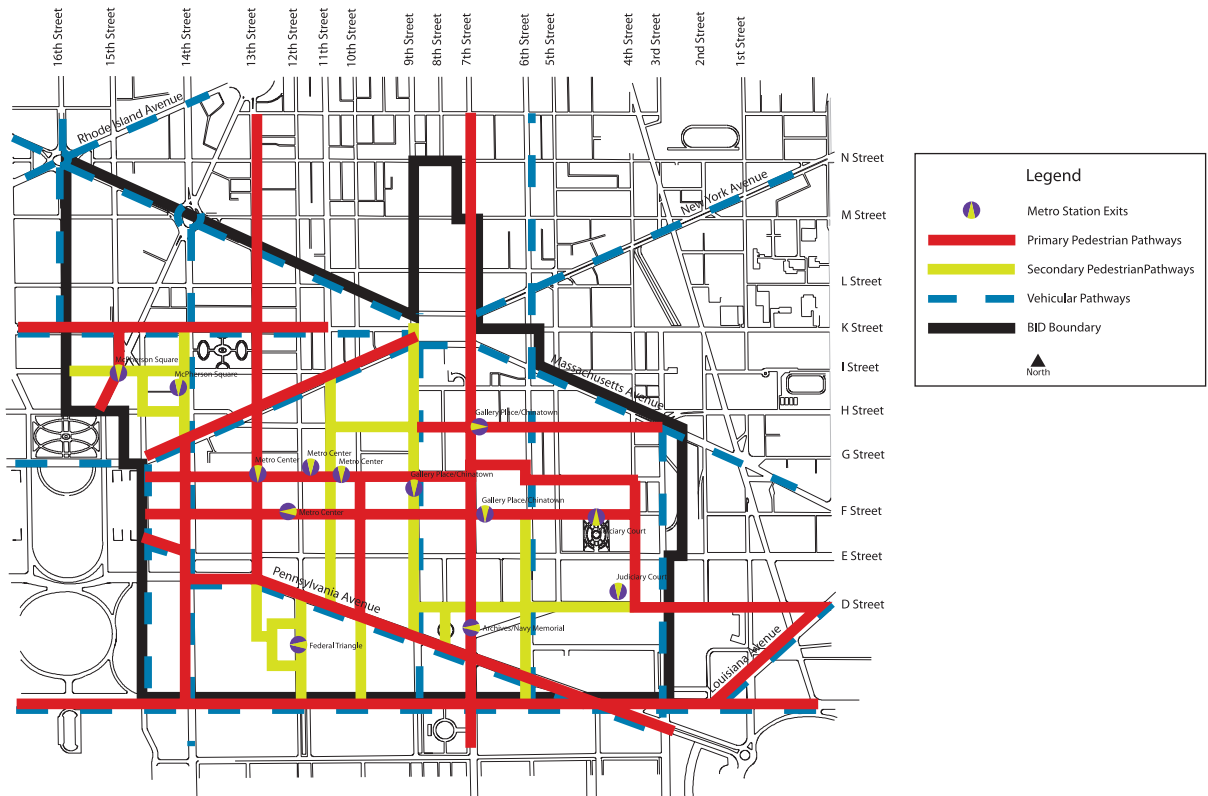 16th Street
15th Street
14th Street
13th Street
12th Street
11th Street
10th Street
9th Street
8th Street
7th Street
6th Street
5th Street
4th Street
3rd Street
2nd Street
1st Street
Rhode Island Avenue
New York Avenue
Massachusetts Avenue
Pennsylvania Avenue
Louisiana Avenue
N Street
M Street
L Street
K Street
I Street
H Street
G Street
F Street
E Street
D Street
McPherson Square
McPherson Square
Gallery Place/Chinatown
Metro Center
Metro Center
Metro Center
Gallery Place/Chinatown
Metro Center
Gallery Place/Chinatown
iciary Court
Judiciary Court
Archives/Navy Memorial
Federal Triangle
Legend
Metro Station Exits
Primary Pedestrian Pathways
Secondary PedestrianPathways
Vehicular Pathways
BID Boundary
North